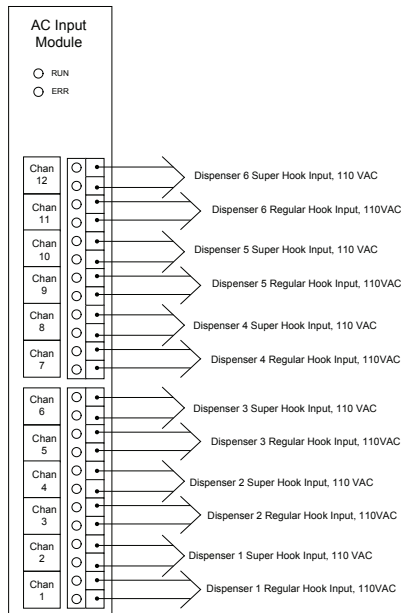 AC Input
Module
RUN
ERR
Chan
12
Dispenser 6 Super Hook Input, 110 VAC
Chan
11
Dispenser 6 Regular Hook Input, 110VAC
Chan
10
Dispenser 5 Super Hook Input, 110 VAC
Chan
9
Dispenser 5 Regular Hook Input, 110VAC
Chan
8
Dispenser 4 Super Hook Input, 110 VAC
Chan
7
Dispenser 4 Regular Hook Input, 110VAC
Chan
6
Dispenser 3 Super Hook Input, 110 VAC
Chan
5
Dispenser 3 Regular Hook Input, 110VAC
Chan
4
Dispenser 2 Super Hook Input, 110 VAC
Chan
3
Dispenser 2 Regular Hook Input, 110VAC
Chan
2
Dispenser 1 Super Hook Input, 110 VAC
Chan
1
Dispenser 1 Regular Hook Input, 110VAC